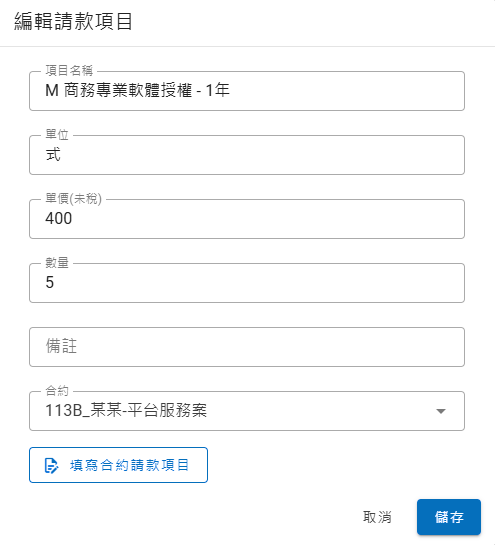 編輯請款項目
項目名稱
M 商務專業軟體授權 - 1年
單位
式
單價(未稅)
400
數量
5
備註
合約
113B_某某-平台服務案
填寫合約請款項目
取消
儲存